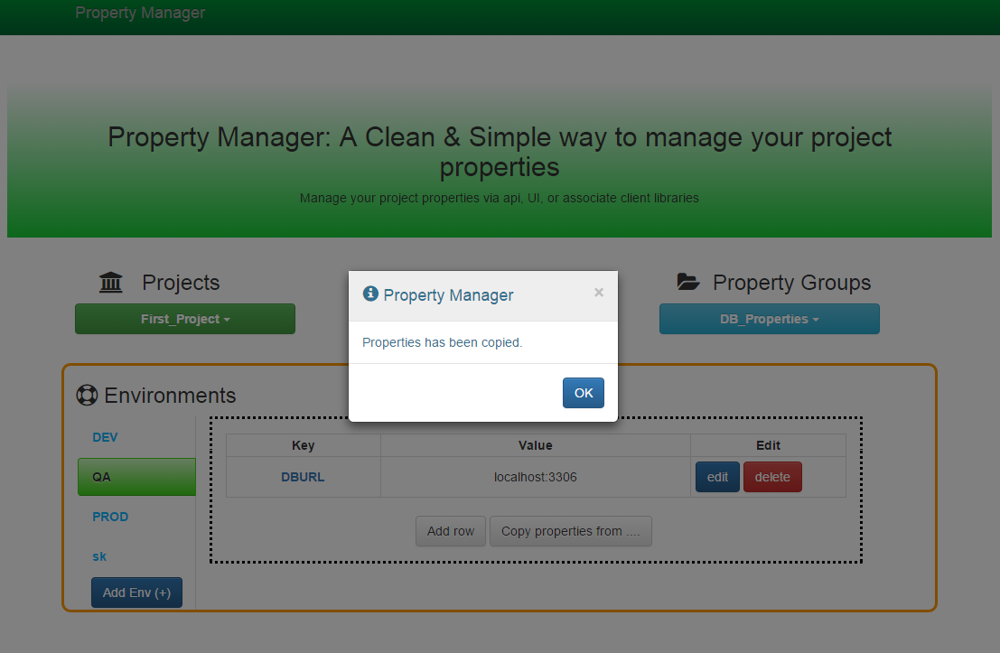 Property Manager
Property Manager: A Clean & Simple way to manage your project
properties
Manage your project properties via api, UI, or associate client libraries
Projects
First_Project
Property Groups
DB_Properties
Property Manager
×
Properties has been copied.
OK
Environments
DEV
QA
PROD
sk
Add Env (+)
Key Value Edit
DBURL localhost:3306 edit delete
Add row Copy properties from ....